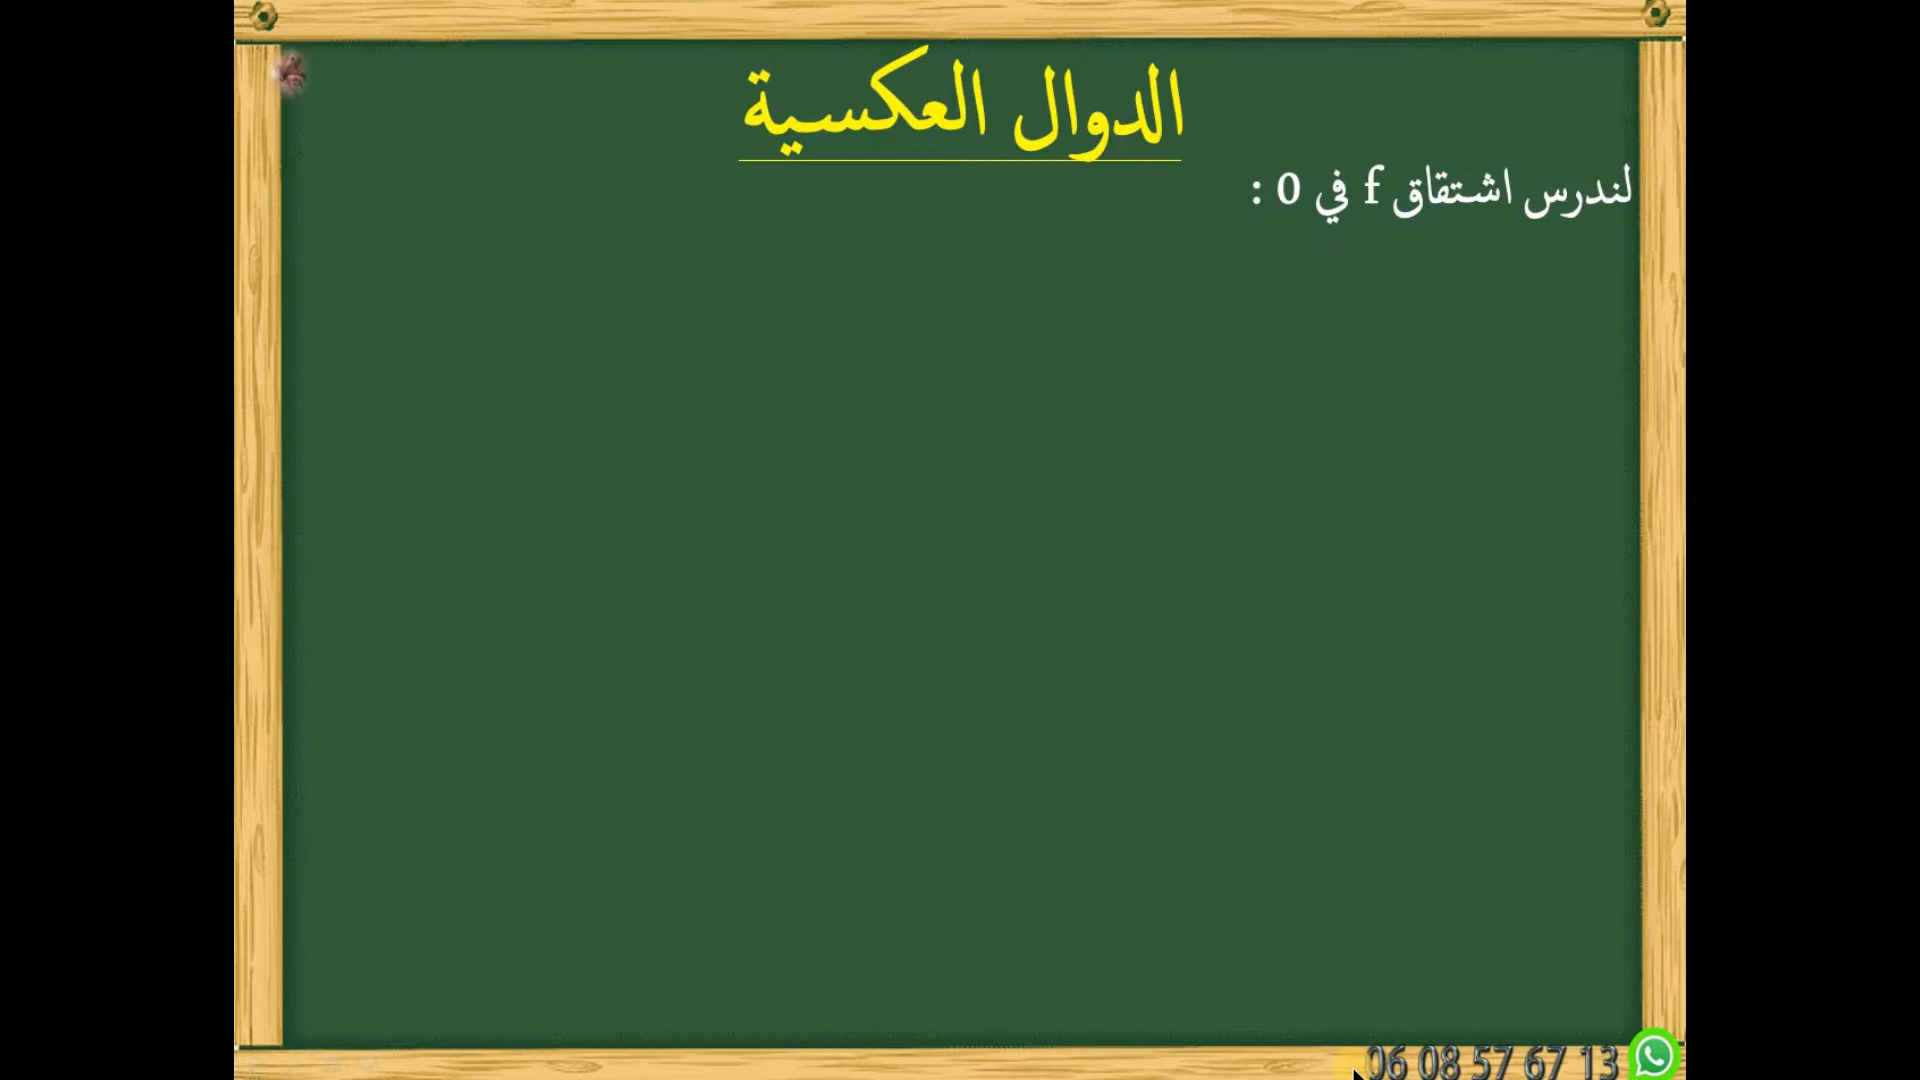 الدوال العكسية
لندرس اشتقاق f في 0 :
06 08 57 67 13